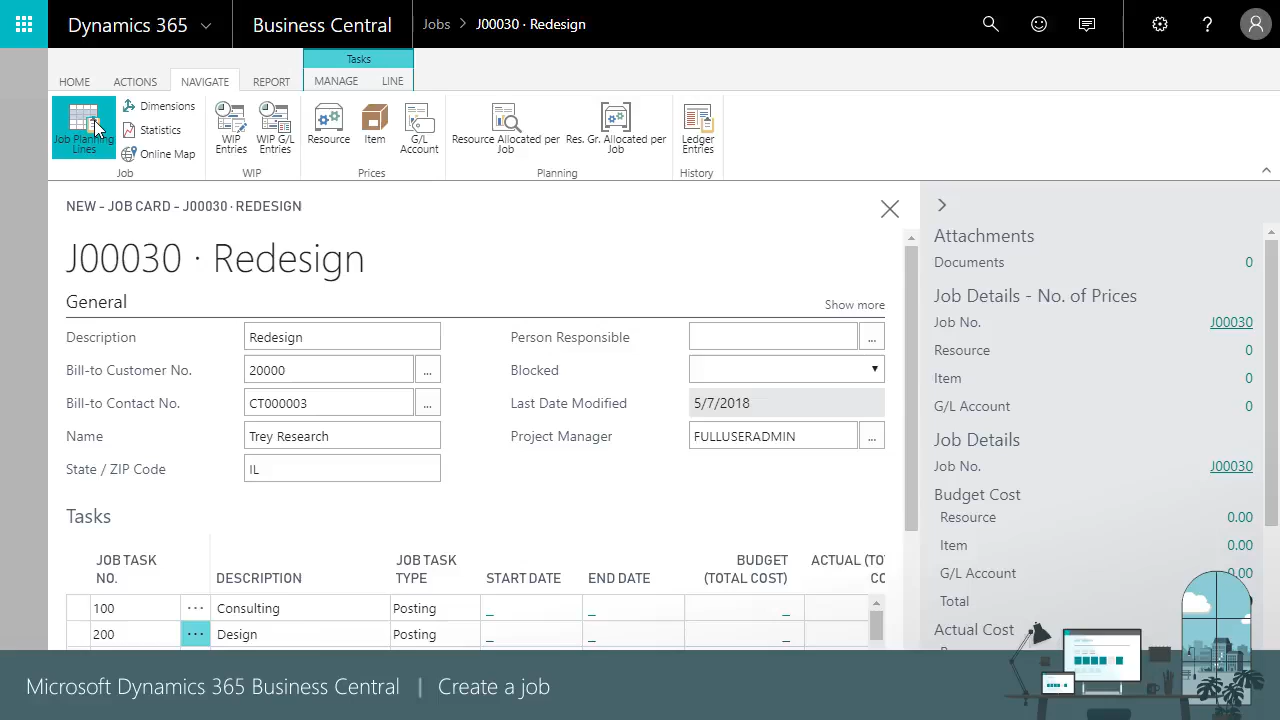 Dynamics 365
Business Central
Jobs > J00030 · Redesign
Tasks
HOME ACTIONS NAVIGATE REPORT MANAGE LINE
Job Planning Lines
Dimensions
Statistics
Online Map
Job
WIP Entries
WIP G/L Entries
WIP
Resource
Item
G/L Account
Prices
Resource Allocated per Job
Res. Gr. Allocated per Job
Planning
Ledger Entries
History
NEW - JOB CARD - J00030 · REDESIGN
J00030 · Redesign
General
Show more
Description Redesign
Bill-to Customer No. 20000 ...
Bill-to Contact No. CT000003 ...
Name Trey Research
State / ZIP Code IL
Person Responsible ...
Blocked
Last Date Modified 5/7/2018
Project Manager FULLUSERADMIN ...
Tasks
JOB TASK NO. DESCRIPTION JOB TASK TYPE START DATE END DATE BUDGET (TOTAL COST) ACTUAL (TO
100 ... Consulting Posting _ _ _
200 ... Design Posting _ _ _
Attachments
Documents 0
Job Details - No. of Prices
Job No. J00030
Resource 0
Item 0
G/L Account 0
Job Details
Job No. J00030
Budget Cost
Resource 0.00
Item 0.00
G/L Account 0.00
Total
Actual Cost
Microsoft Dynamics 365 Business Central | Create a job